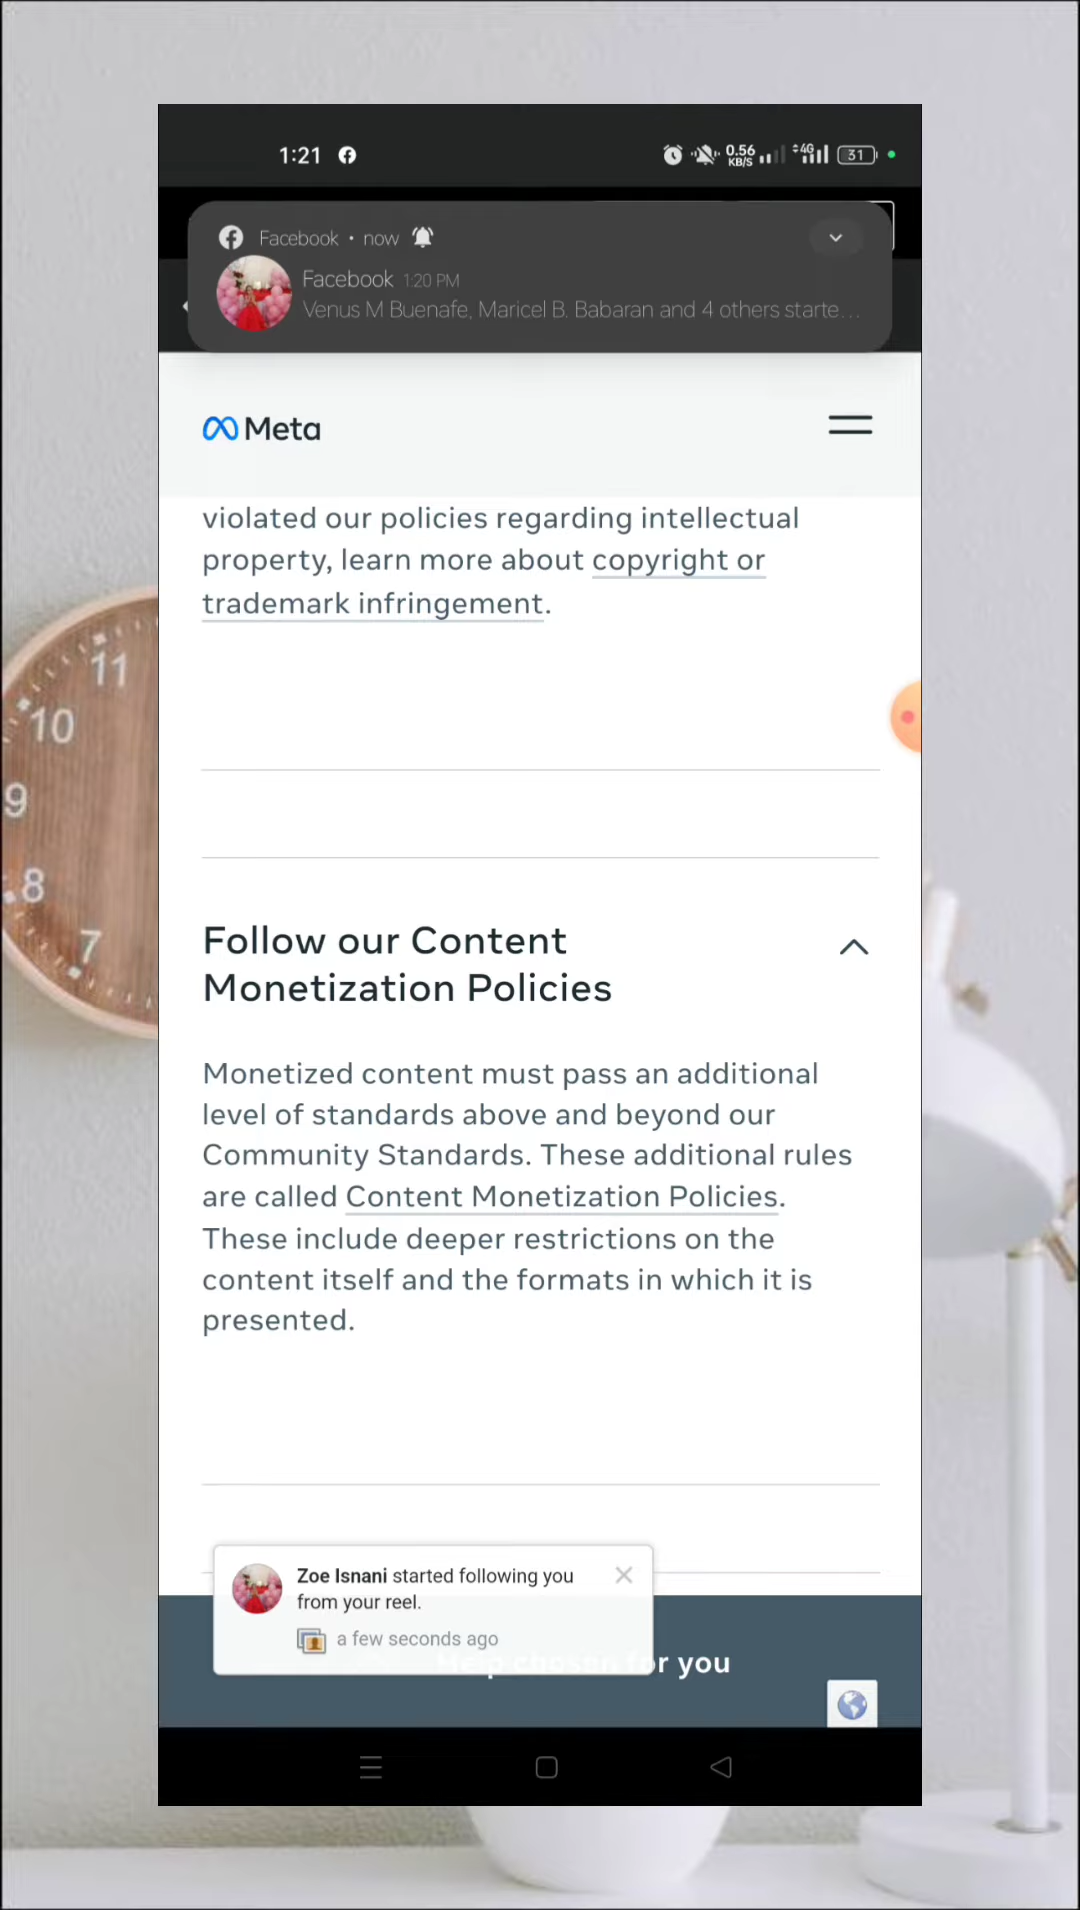 1:21
0.56
KB/S
4G
31
Facebook • now
Facebook 1:20 PM
Venus M Buenafe, Maricel B. Babaran and 4 others starte...
Meta
violated our policies regarding intellectual
property, learn more about copyright or
trademark infringement.
11
10
9
8
7
Follow our Content
Monetization Policies
Monetized content must pass an additional
level of standards above and beyond our
Community Standards. These additional rules
are called Content Monetization Policies.
These include deeper restrictions on the
content itself and the formats in which it is
presented.
Zoe Isnani started following you
from your reel.
a few seconds ago
Help chosen for you